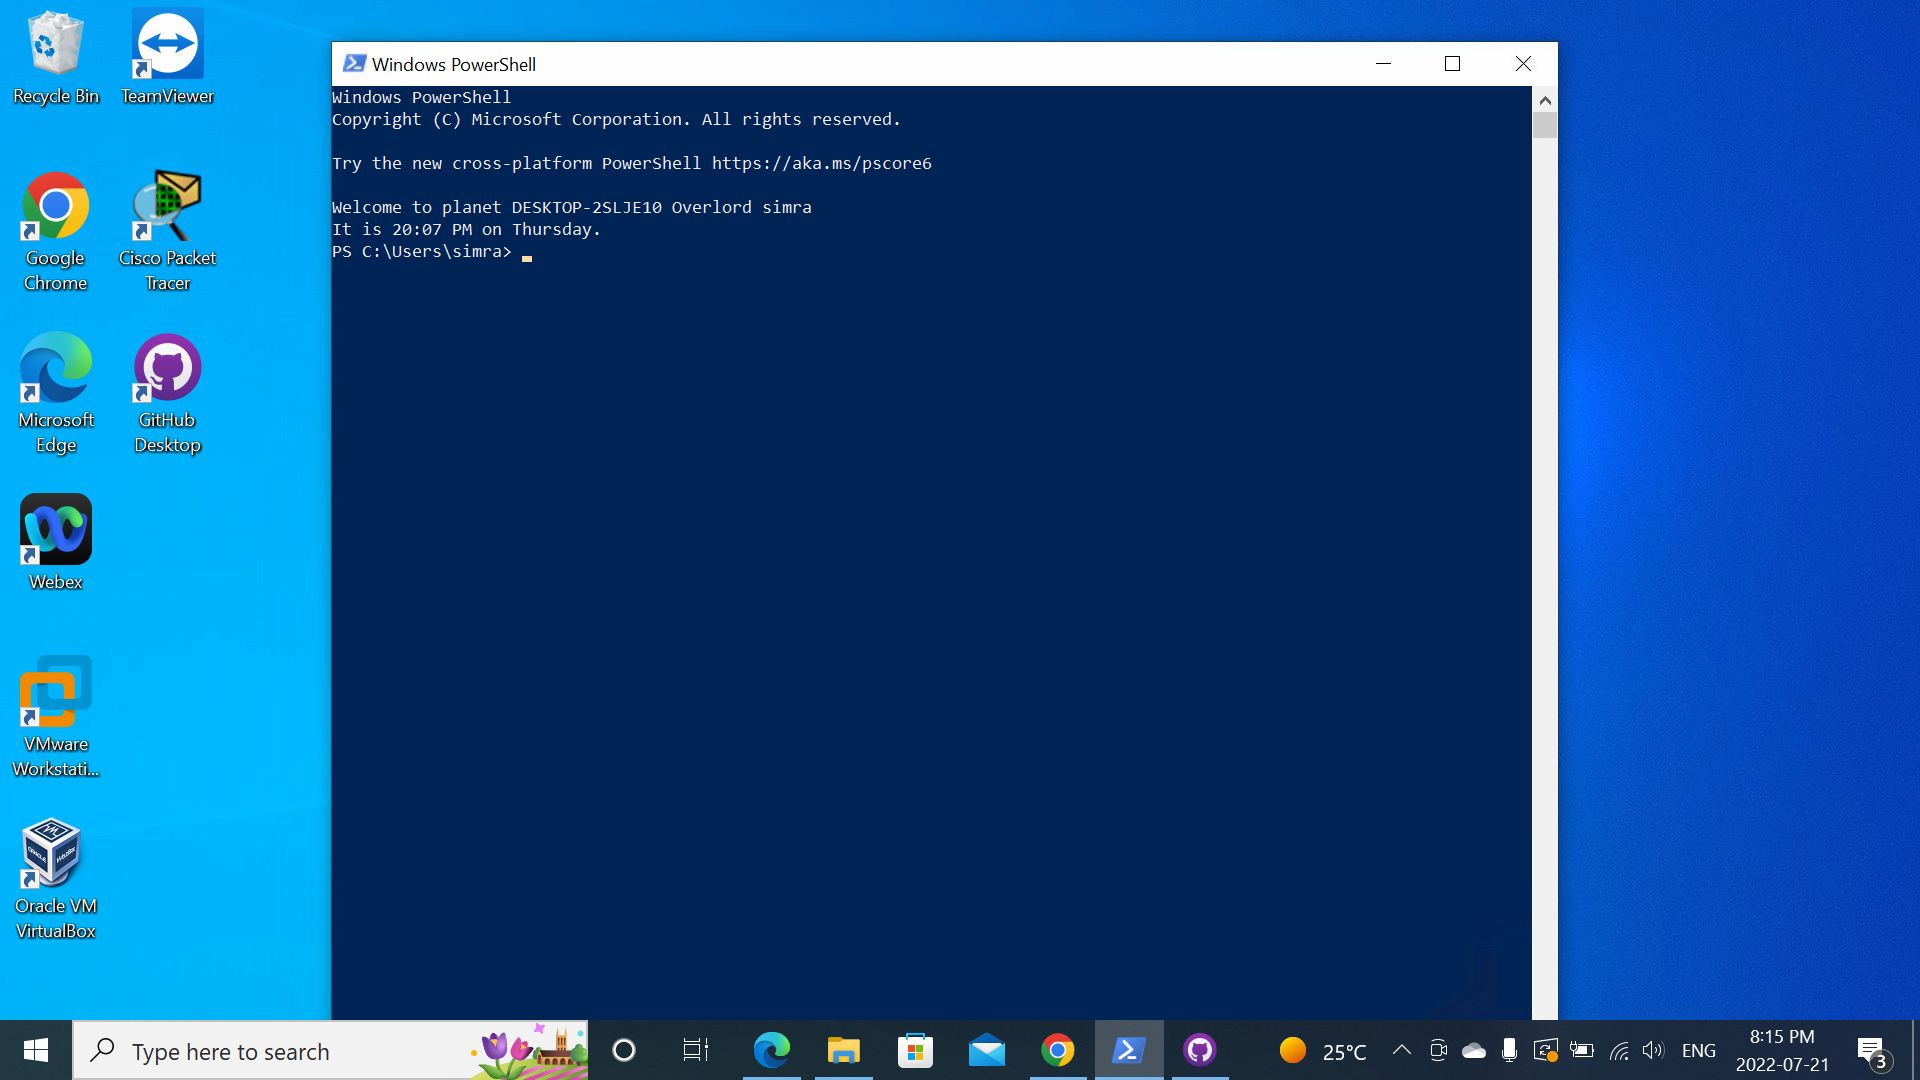 Recycle Bin
TeamViewer
Google
Chrome
Cisco Packet
Tracer
Microsoft
Edge
GitHub
Desktop
Webex
VMware
Workstati...
Oracle VM
VirtualBox
Windows PowerShell
Windows PowerShell
Copyright (C) Microsoft Corporation. All rights reserved.
Try the new cross-platform PowerShell https://aka.ms/pscore6
Welcome to planet DESKTOP-2SLJE10 Overlord simra
It is 20:07 PM on Thursday.
PS C:\Users\simra>
Type here to search
25°C
ENG
8:15 PM
2022-07-21
3